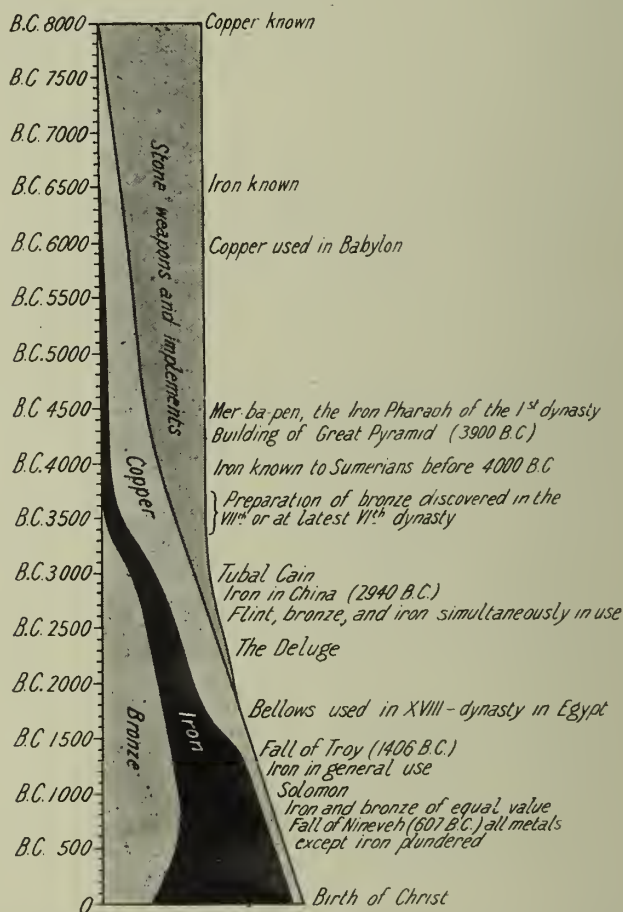 B.C. 8000
Copper known
B.C. 7500
B.C. 7000
B.C. 6500
Iron known
B.C. 6000
Copper used in Babylon
B.C. 5500
B.C. 5000
B.C 4500
Mer-ba-pen, the Iron Pharaoh of the 1st dynasty
Building of Great Pyramid (3900 B.C)
B.C. 4000
Iron known to Sumerians before 4000 B.C
B.C. 3500
Preparation of bronze discovered in the
VIIth or at latest VIth dynasty
B.C. 3000
Tubal Cain
Iron in China (2940 B.C.)
B.C. 2500
Flint, bronze, and iron simultaneously in use
The Deluge
B.C. 2000
Bellows used in XVIII-dynasty in Egypt
B.C 1500
Fall of Troy (1406 B.C.)
Iron in general use
B.C. 1000
Solomon
Iron and bronze of equal value
B.C. 500
Fall of Nineveh (607 B.C.) all metals
except iron plundered
0
Birth of Christ
Stone weapons and implements
Copper
Iron
Bronze